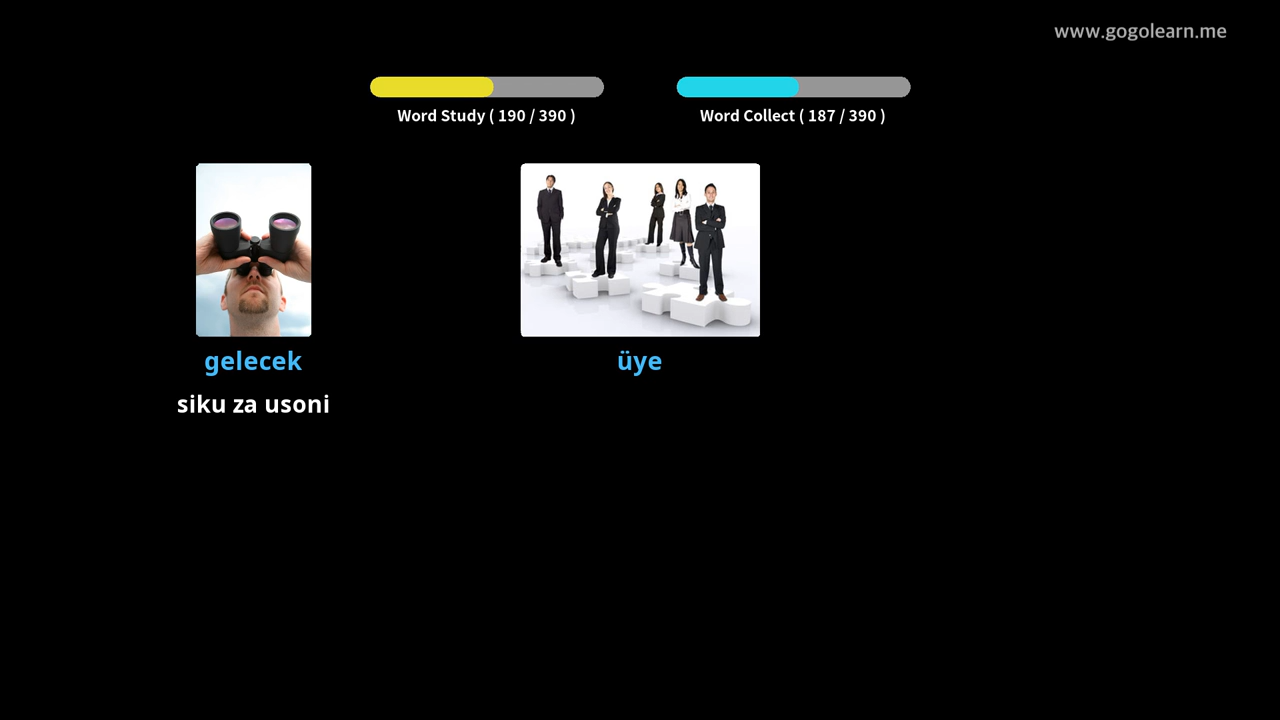 www.gogolearn.me
Word Study ( 190 / 390 )
Word Collect ( 187 / 390 )
gelecek
üye
siku za usoni